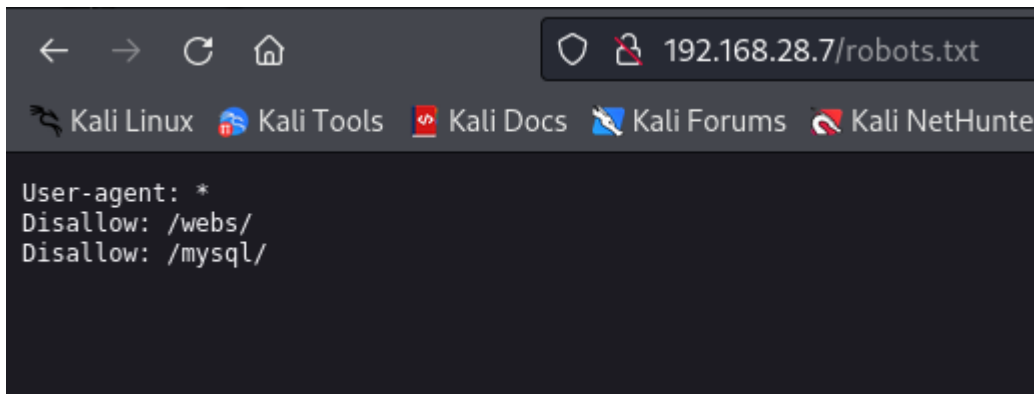 192.168.28.7/robots.txt
Kali Linux Kali Tools Kali Docs Kali Forums Kali NetHunte
User-agent: *
Disallow: /webs/
Disallow: /mysql/